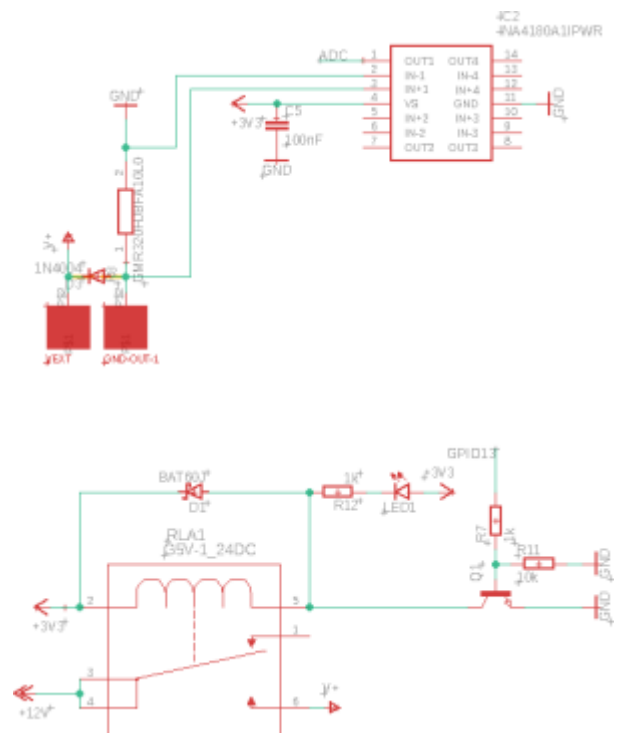 IC2
INA4180A1IPWR
ADC 1 OUT1 OUT4 14
2 IN-1 IN-4 13
3 IN+1 IN+4 12
4 VS GND 11 GND
5 IN+2 IN+3 10
6 IN-2 IN-3 9
7 OUT2 OUT3 8
GND
+3V3
C5
100nF
GND
2
1
V+
1N4004
D3
VEXT
GND-OUT-1
BAT60J
D1
1k
R12
LED1
+3V3
GPIO13
R7
1k
R11
10k
GND
Q1
GND
RLA1
G5V-1_24DC
2
5
+3V3
1
3
4
+12V
6
V+